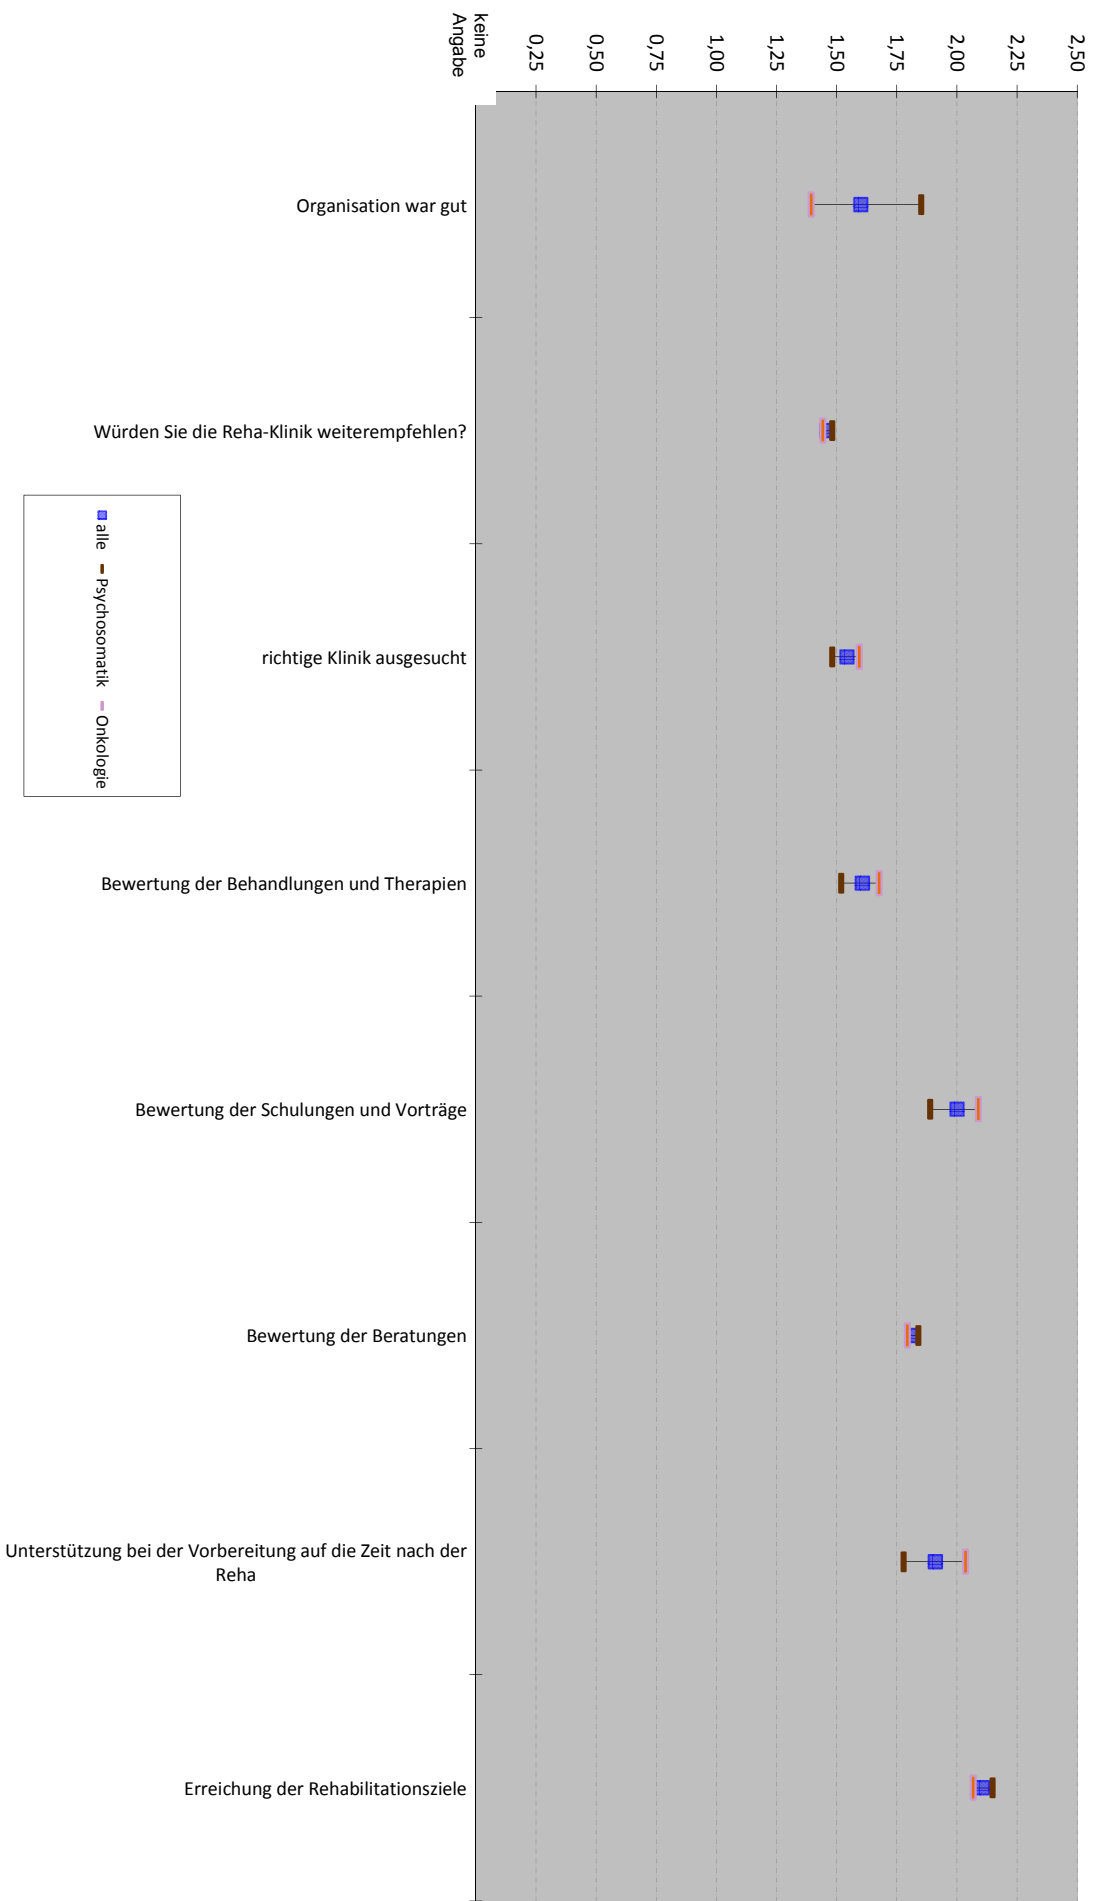 2,50
2,25
2,00
1,75
1,50
1,25
1,00
0,75
0,50
0,25
keine
Angabe
Organisation war gut
Würden Sie die Reha-Klinik weiterempfehlen?
richtige Klinik ausgesucht
Bewertung der Behandlungen und Therapien
Bewertung der Schulungen und Vorträge
Bewertung der Beratungen
Unterstützung bei der Vorbereitung auf die Zeit nach der
Reha
Erreichung der Rehabilitationsziele
alle Psychosomatik Onkologie